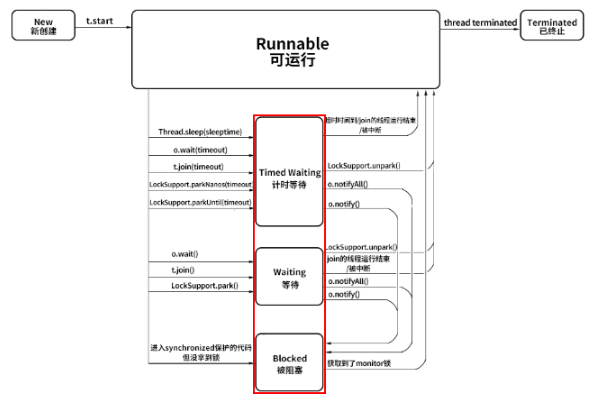 New
新创建
t.start
Runnable
可运行
thread terminated
Terminated
已终止
Thread.sleep(sleeptime)
o.wait(timeout)
t.join(timeout)
LockSupport.parkNanos(timeout)
LockSupport.parkUntil(timeout)
Timed Waiting
计时等待
超时时间到/join的线程运行结束
/被中断
LockSupport.unpark()
o.notifyAll()
o.notify()
o.wait()
t.join()
LockSupport.park()
Waiting
等待
LockSupport.unpark()
join的线程运行结束
/被中断
o.notifyAll()
o.notify()
进入synchronized保护的代码
但没拿到锁
Blocked
被阻塞
获取到了monitor锁